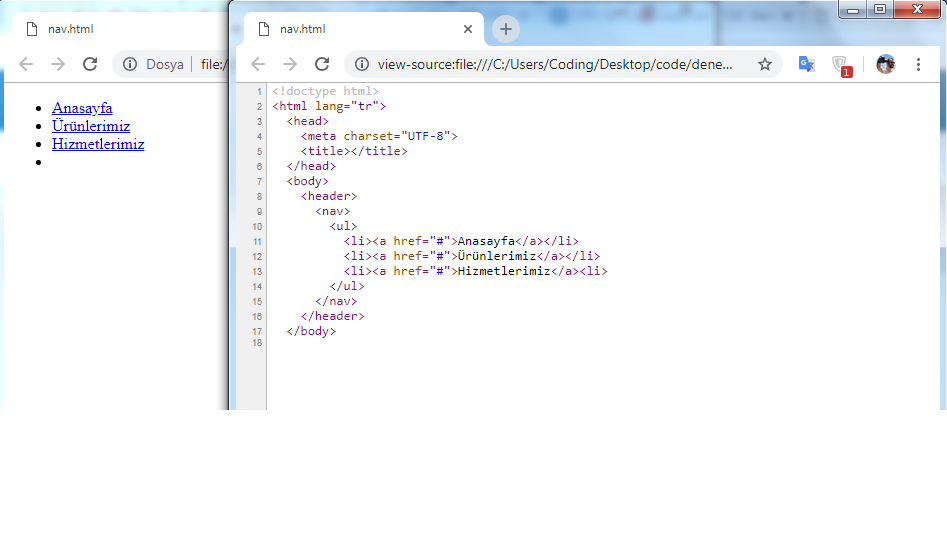 nav.html
Dosya
file:/
Anasayfa
Ürünlerimiz
Hizmetlerimiz
nav.html
view-source:file:///C:/Users/Coding/Desktop/code/dene...
1
1 <!doctype html>
2 <html lang="tr">
3 <head>
4 <meta charset="UTF-8">
5 <title></title>
6 </head>
7 <body>
8 <header>
9 <nav>
10 <ul>
11 <li><a href="#">Anasayfa</a></li>
12 <li><a href="#">Ürünlerimiz</a></li>
13 <li><a href="#">Hizmetlerimiz</a><li>
14 </ul>
15 </nav>
16 </header>
17 </body>
18